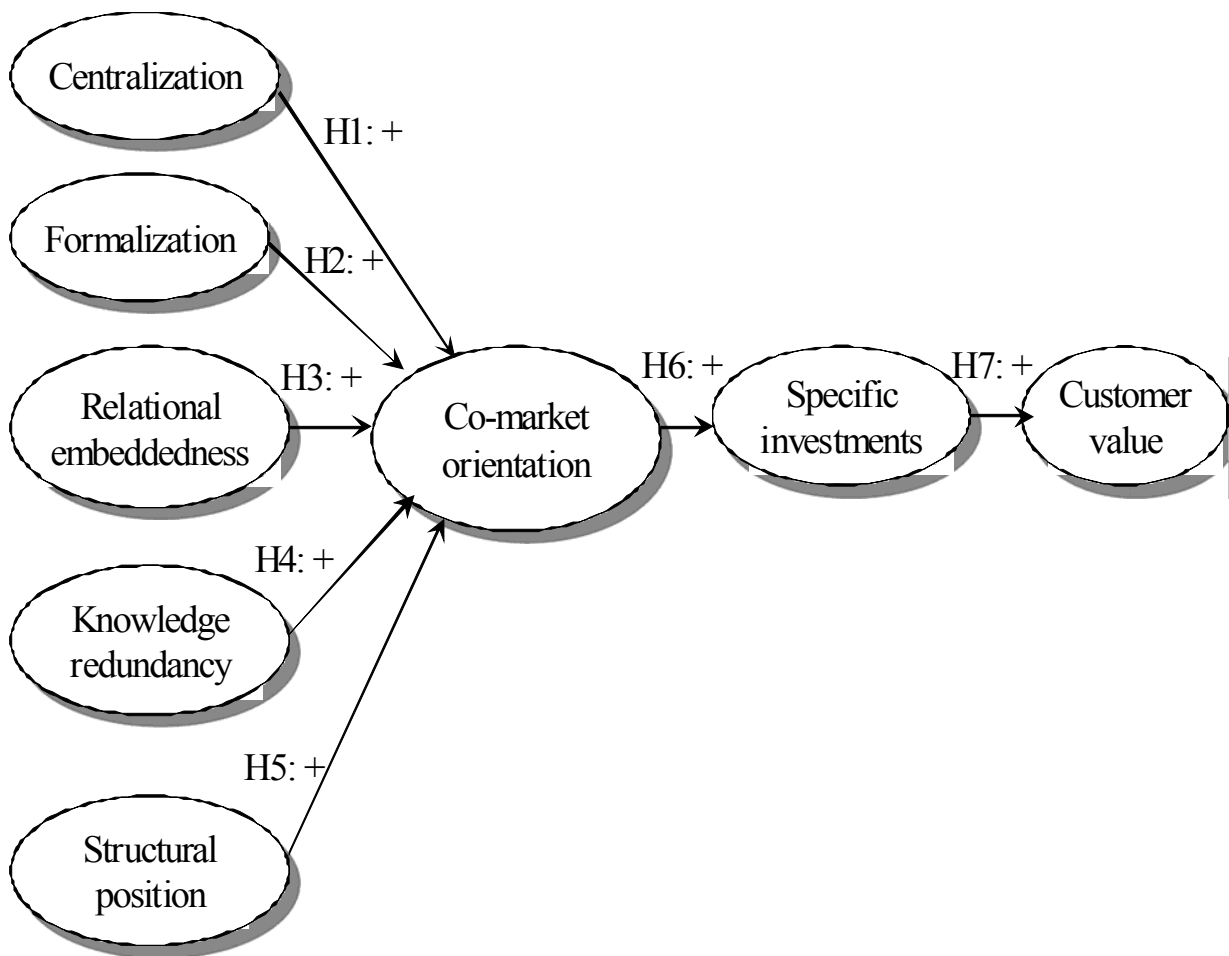 Centralization
H1: +
Formalization
H2: +
Relational
embeddedness
H3: +
Co-market
orientation
H6: +
Specific
investments
H7: +
Customer
value
Knowledge
redundancy
H4: +
H5: +
Structural
position